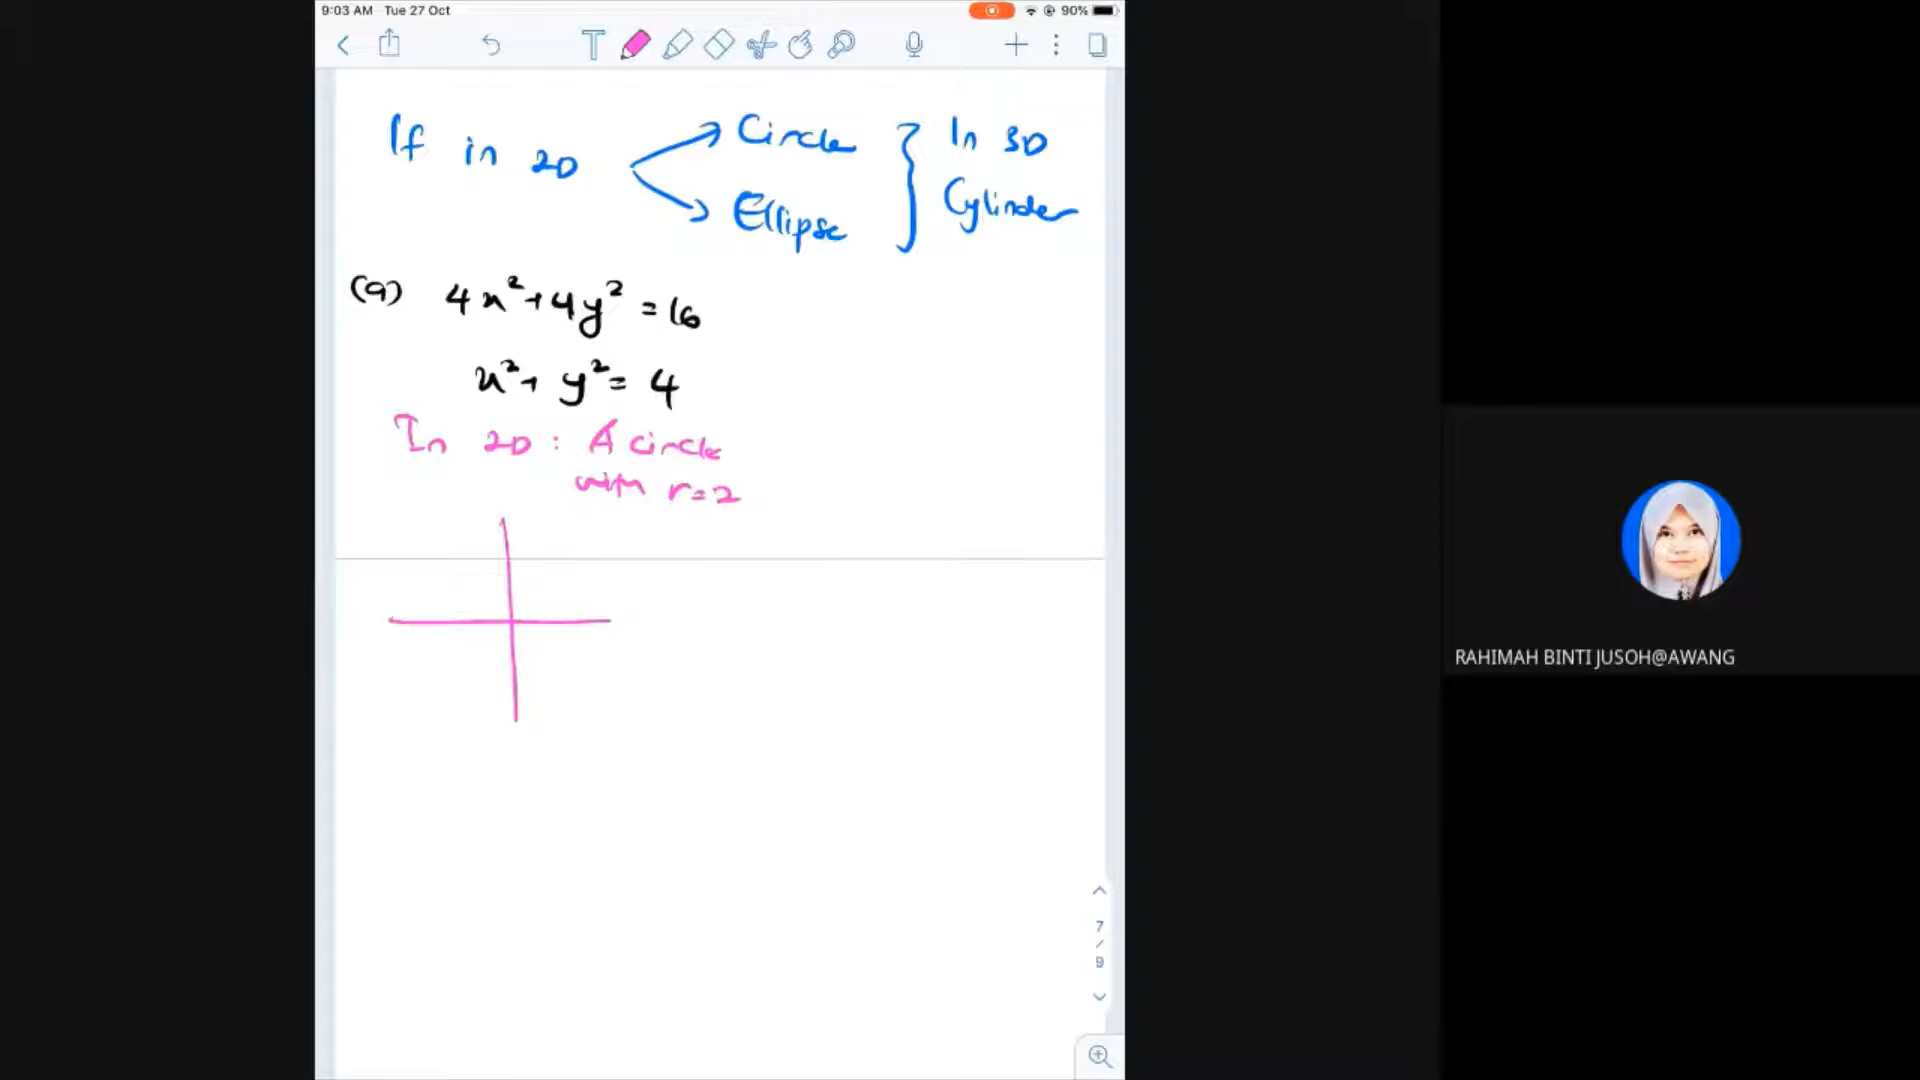 9:03 AM Tue 27 Oct 90%
If in 2D Circle In 3D
Ellipse Cylinder
(a) 4x²+4y² = 16
x²+ y² = 4
In 2D : A circle
with r=2
RAHIMAH BINTI JUSOH@AWANG
7
/
9